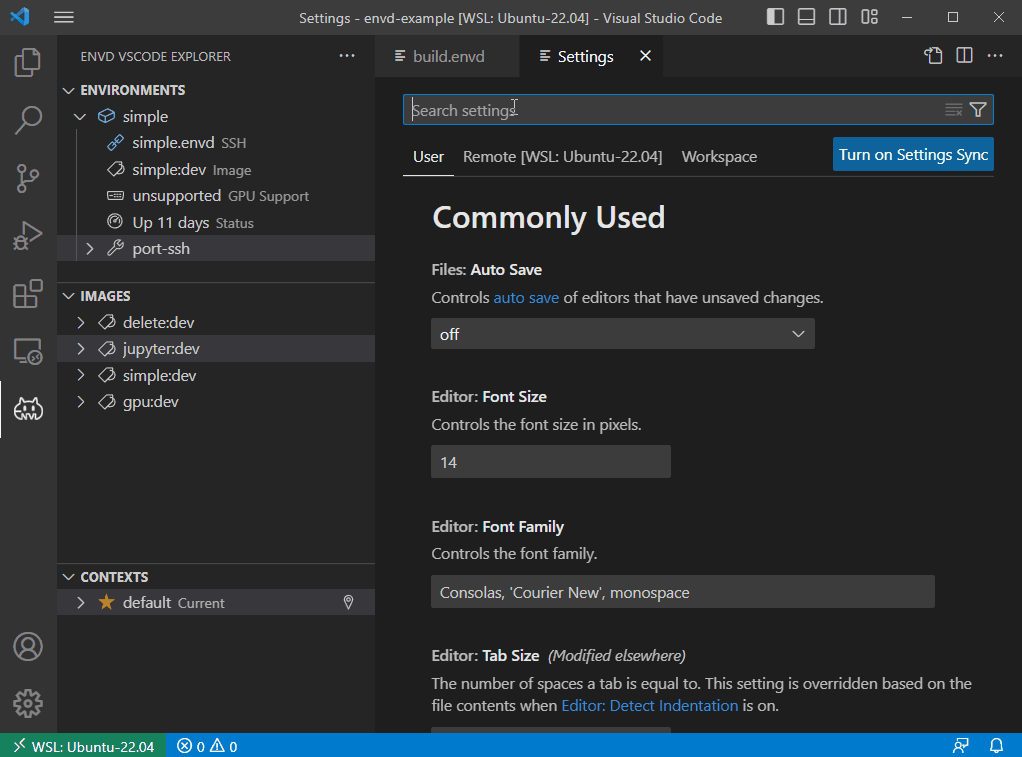 Settings - envd-example [WSL: Ubuntu-22.04] - Visual Studio Code
ENVD VSCODE EXPLORER
build.envd
Settings
ENVIRONMENTS
simple
simple.envd SSH
simple:dev Image
unsupported GPU Support
Up 11 days Status
port-ssh
IMAGES
delete:dev
jupyter:dev
simple:dev
gpu:dev
CONTEXTS
default Current
Search settings
User
Remote [WSL: Ubuntu-22.04]
Workspace
Turn on Settings Sync
Commonly Used
Files: Auto Save
Controls auto save of editors that have unsaved changes.
off
Editor: Font Size
Controls the font size in pixels.
14
Editor: Font Family
Controls the font family.
Consolas, 'Courier New', monospace
Editor: Tab Size (Modified elsewhere)
The number of spaces a tab is equal to. This setting is overridden based on the
file contents when Editor: Detect Indentation is on.
WSL: Ubuntu-22.04
0
0